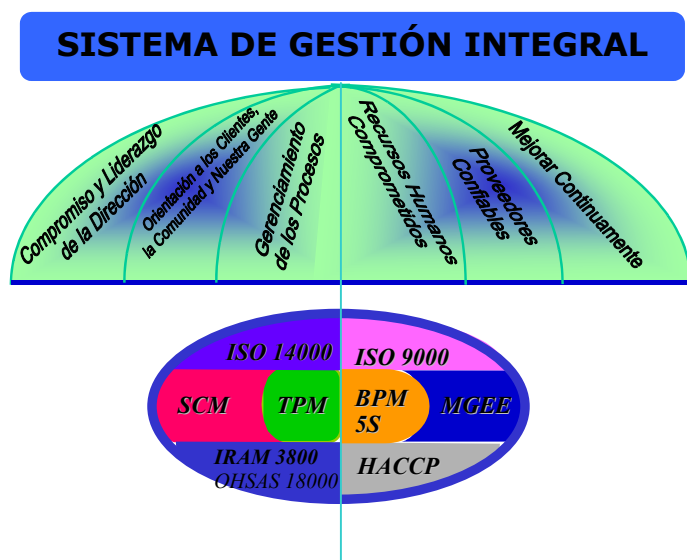 SISTEMA DE GESTIÓN INTEGRAL
Compromiso y Liderazgo
de la Dirección
Orientación a los Clientes,
la Comunidad y Nuestra Gente
Gerenciamiento
de los Procesos
Recursos Humanos
Comprometidos
Proveedores
Confiables
Mejorar Continuamente
ISO 14000
ISO 9000
SCM
TPM
BPM
5S
MGEE
IRAM 3800
OHSAS 18000
HACCP